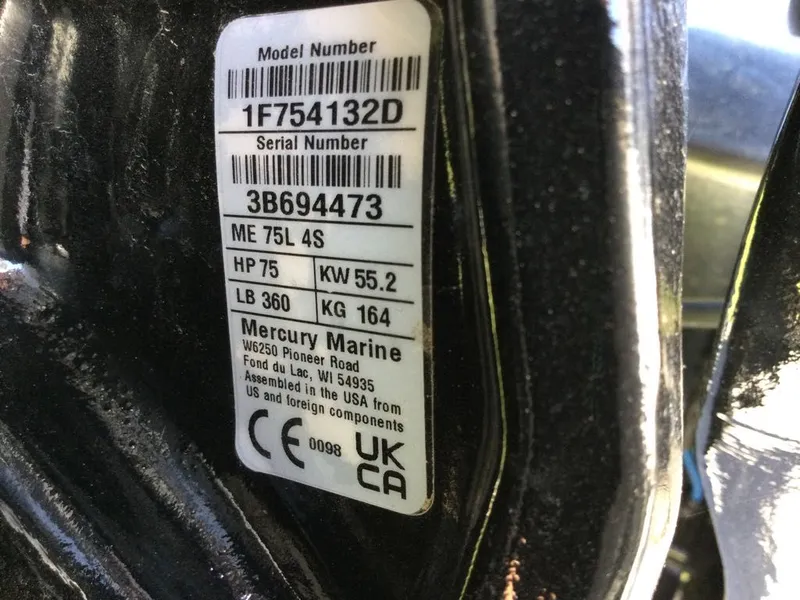 Model Number
1F754132D
Serial Number
3B694473
ME 75L 4S
HP 75 KW 55.2
LB 360 KG 164
Mercury Marine
W6250 Pioneer Road
Fond du Lac, WI 54935
Assembled in the USA from
US and foreign components
CE 0098 UK
CA